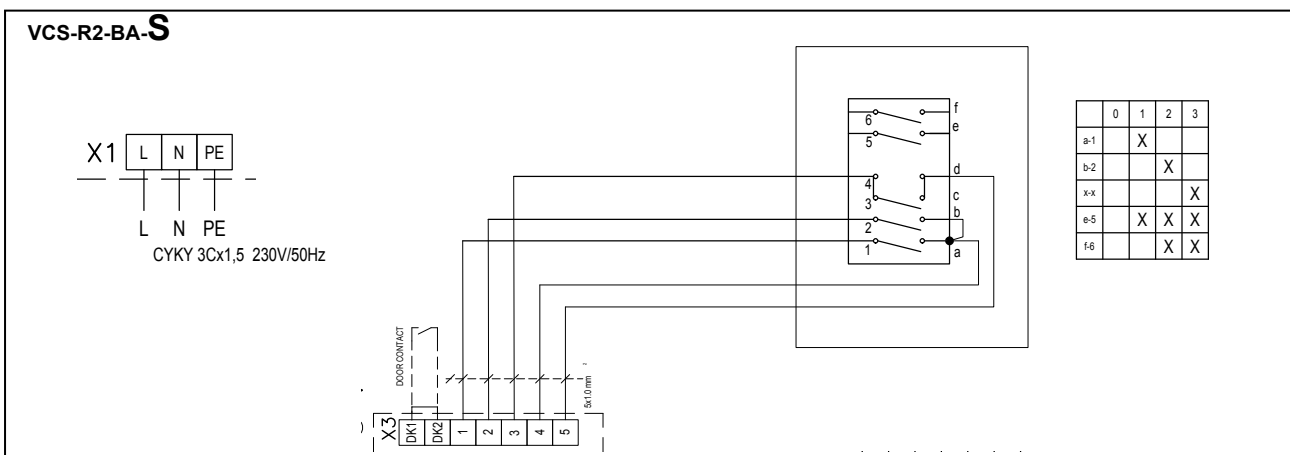 VCS-R2-BA-S
X1 L N PE
L N PE
CYKY 3Cx1,5 230V/50Hz
6 f
5 e
4 d
3 c
2 b
1 a
0 1 2 3
a-1 X
b-2 X
x-x X
e-5 X X X
f-6 X X
DOOR CONTACT
5x1.0 mm²
X3 DK1 DK2 1 2 3 4 5